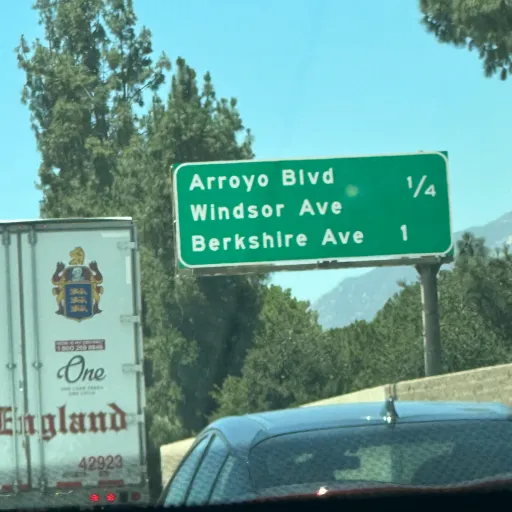 Arroyo Blvd 1/4
Windsor Ave
Berkshire Ave 1
One
England
42923